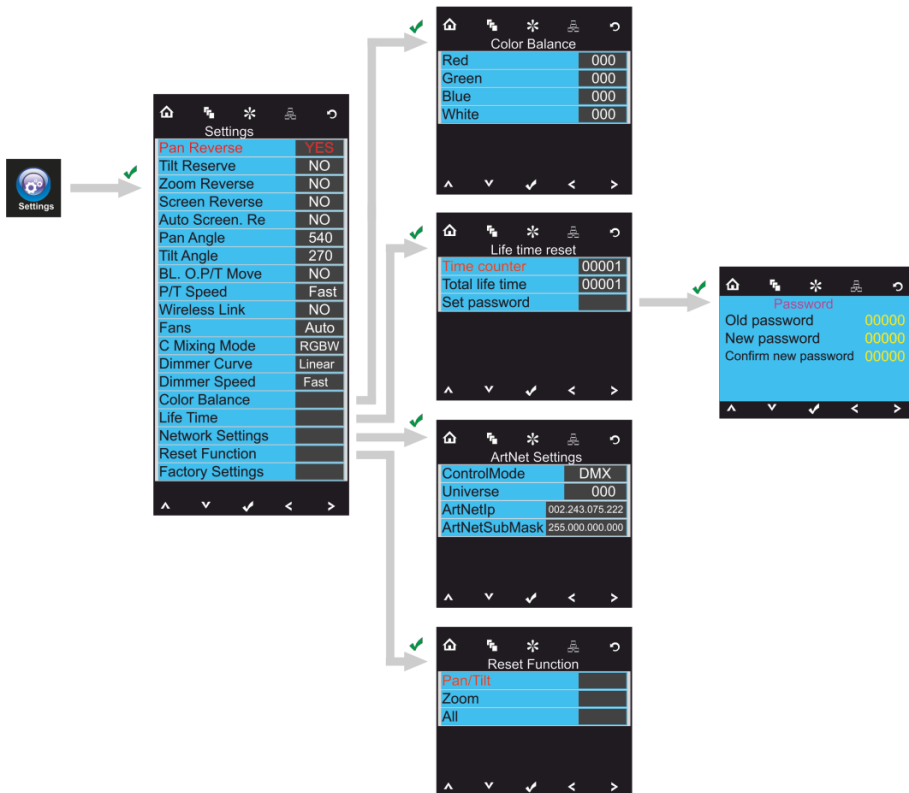 Settings
Settings
Pan Reverse YES
Tilt Reserve NO
Zoom Reverse NO
Screen Reverse NO
Auto Screen. Re NO
Pan Angle 540
Tilt Angle 270
BL. O.P/T Move NO
P/T Speed Fast
Wireless Link NO
Fans Auto
C Mixing Mode RGBW
Dimmer Curve Linear
Dimmer Speed Fast
Color Balance
Life Time
Network Settings
Reset Function
Factory Settings
Color Balance
Red 000
Green 000
Blue 000
White 000
Life time reset
Time counter 00001
Total life time 00001
Set password
Password
Old password 00000
New password 00000
Confirm new password 00000
ArtNet Settings
ControlMode DMX
Universe 000
ArtNetIp 002.243.075.222
ArtNetSubMask 255.000.000.000
Reset Function
Pan/Tilt
Zoom
All